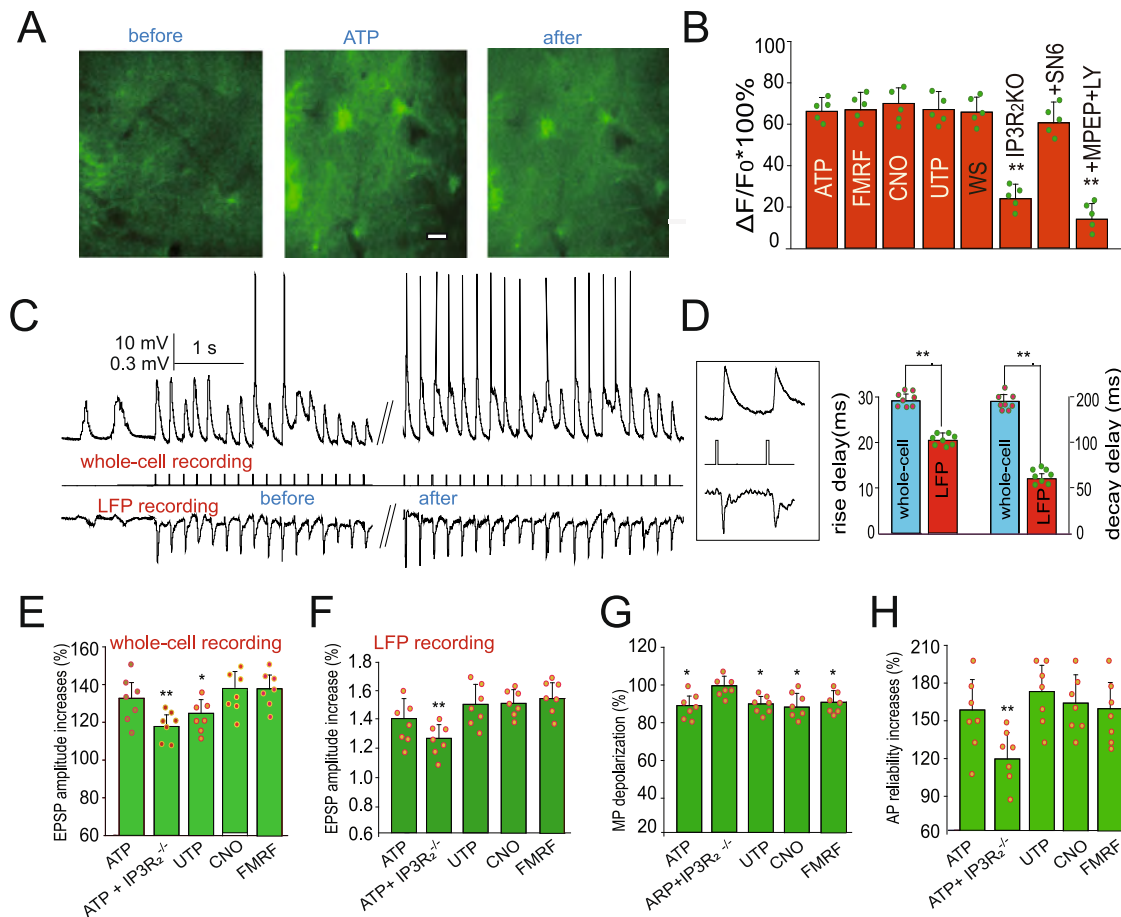 A
before
ATP
after
B
ΔF/F0*100%
100
80
60
40
20
0
ATP
FMRF
CNO
UTP
WS
** IP3R2KO
+SN6
** +MPEP+LY
C
10 mV
0.3 mV
1 s
whole-cell recording
LFP recording
before
after
D
rise delay(ms)
30
20
10
0
whole-cell
LFP
**
whole-cell
LFP
**
200
100
50
0
decay delay (ms)
E
whole-cell recording
EPSP amplitude increases (%)
160
140
120
100
80
60
**
*
ATP
ATP + IP3R2-/-
UTP
CNO
FMRF
F
LFP recording
EPSP amplitude increase (%)
1.8
1.6
1.4
1.2
1.0
0.6
**
ATP
ATP+ IP3R2-/-
UTP
CNO
FMRF
G
MP depolarization (%)
120
100
80
60
40
20
*
*
*
*
ATP
ARP+IP3R2-/-
UTP
CNO
FMRF
H
AP reliability increases (%)
210
180
150
120
90
60
**
ATP
ATP+ IP3R2-/-
UTP
CNO
FMRF